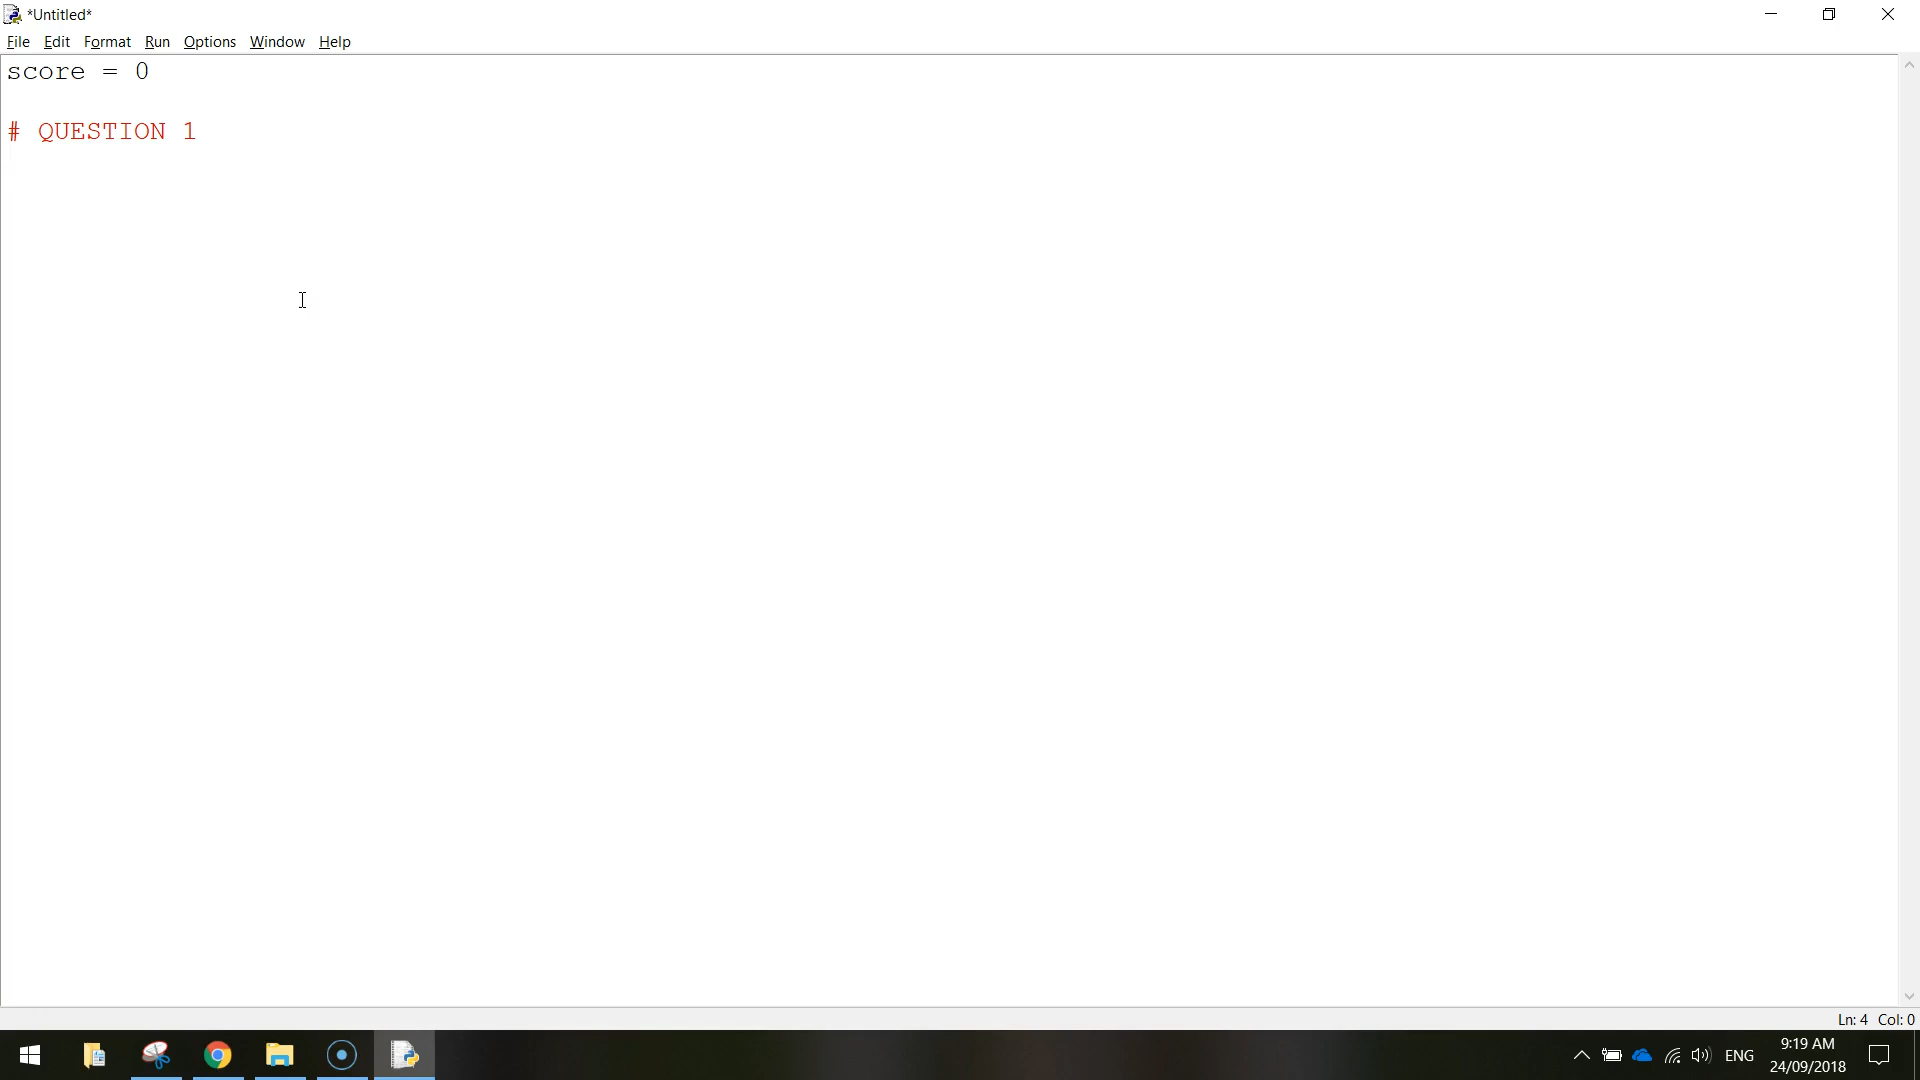 *Untitled*
File Edit Format Run Options Window Help
score = 0
# QUESTION 1
Ln: 4 Col: 0
ENG
9:19 AM
24/09/2018